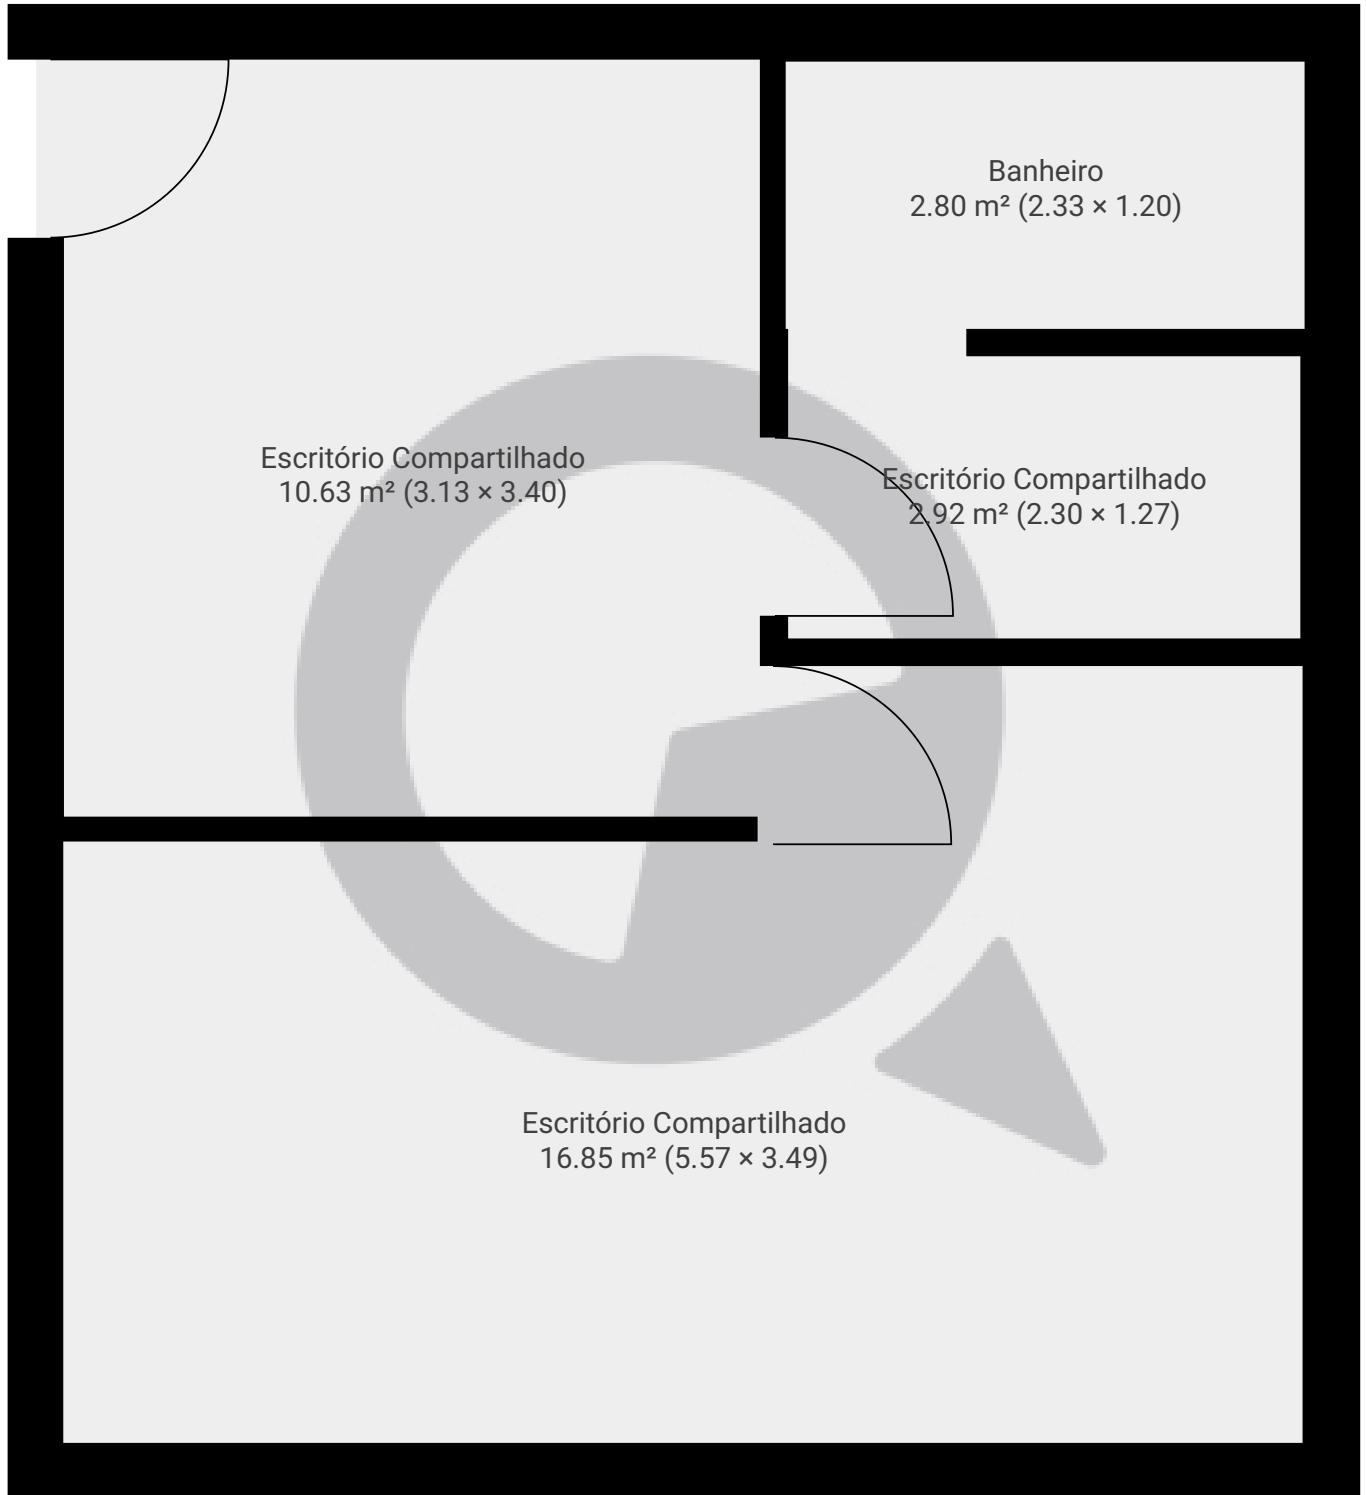 Banheiro
2.80 m² (2.33 × 1.20)
Escritório Compartilhado
10.63 m² (3.13 × 3.40)
Escritório Compartilhado
2.92 m² (2.30 × 1.27)
Escritório Compartilhado
16.85 m² (5.57 × 3.49)